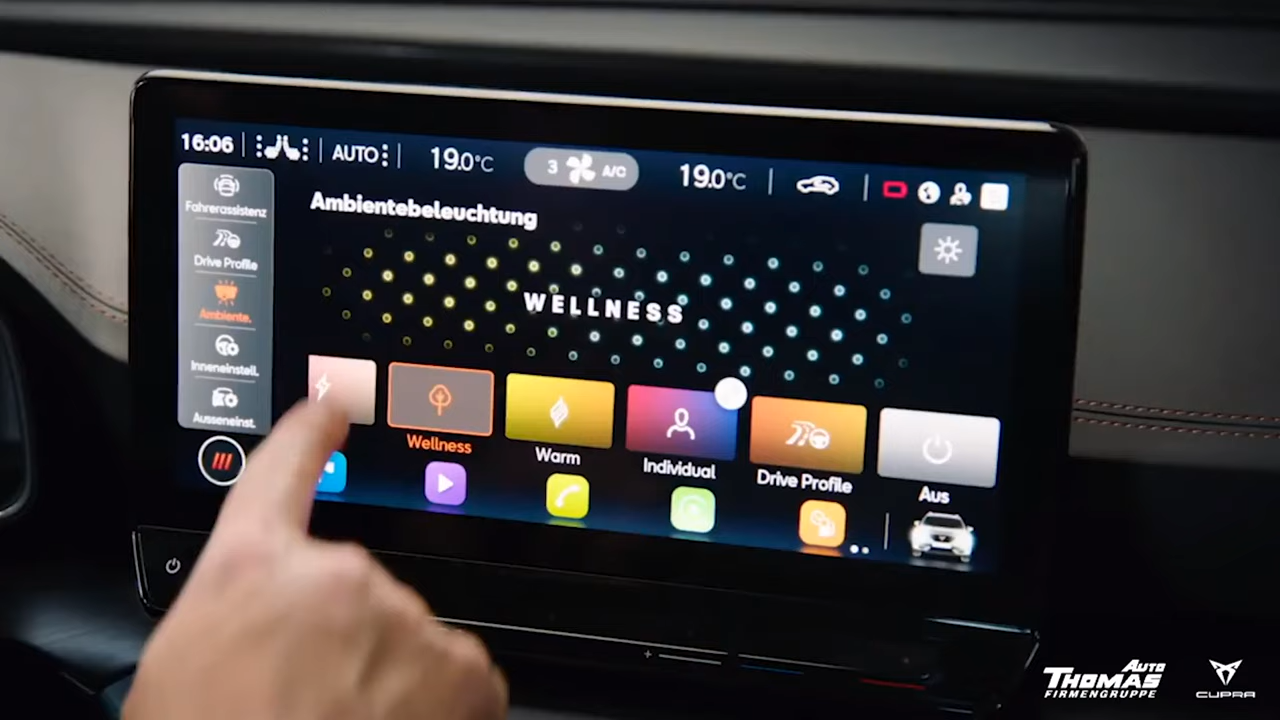 16:06
AUTO
19.0°C
3
A/C
19.0°C
Fahrerassistenz
Drive Profile
Ambiente.
Inneneinstell.
Ausseneinst.
Ambientebeleuchtung
WELLNESS
Wellness
Warm
Individual
Drive Profile
Aus
AUTO
THOMAS
FIRMENGRUPPE
CUPRA